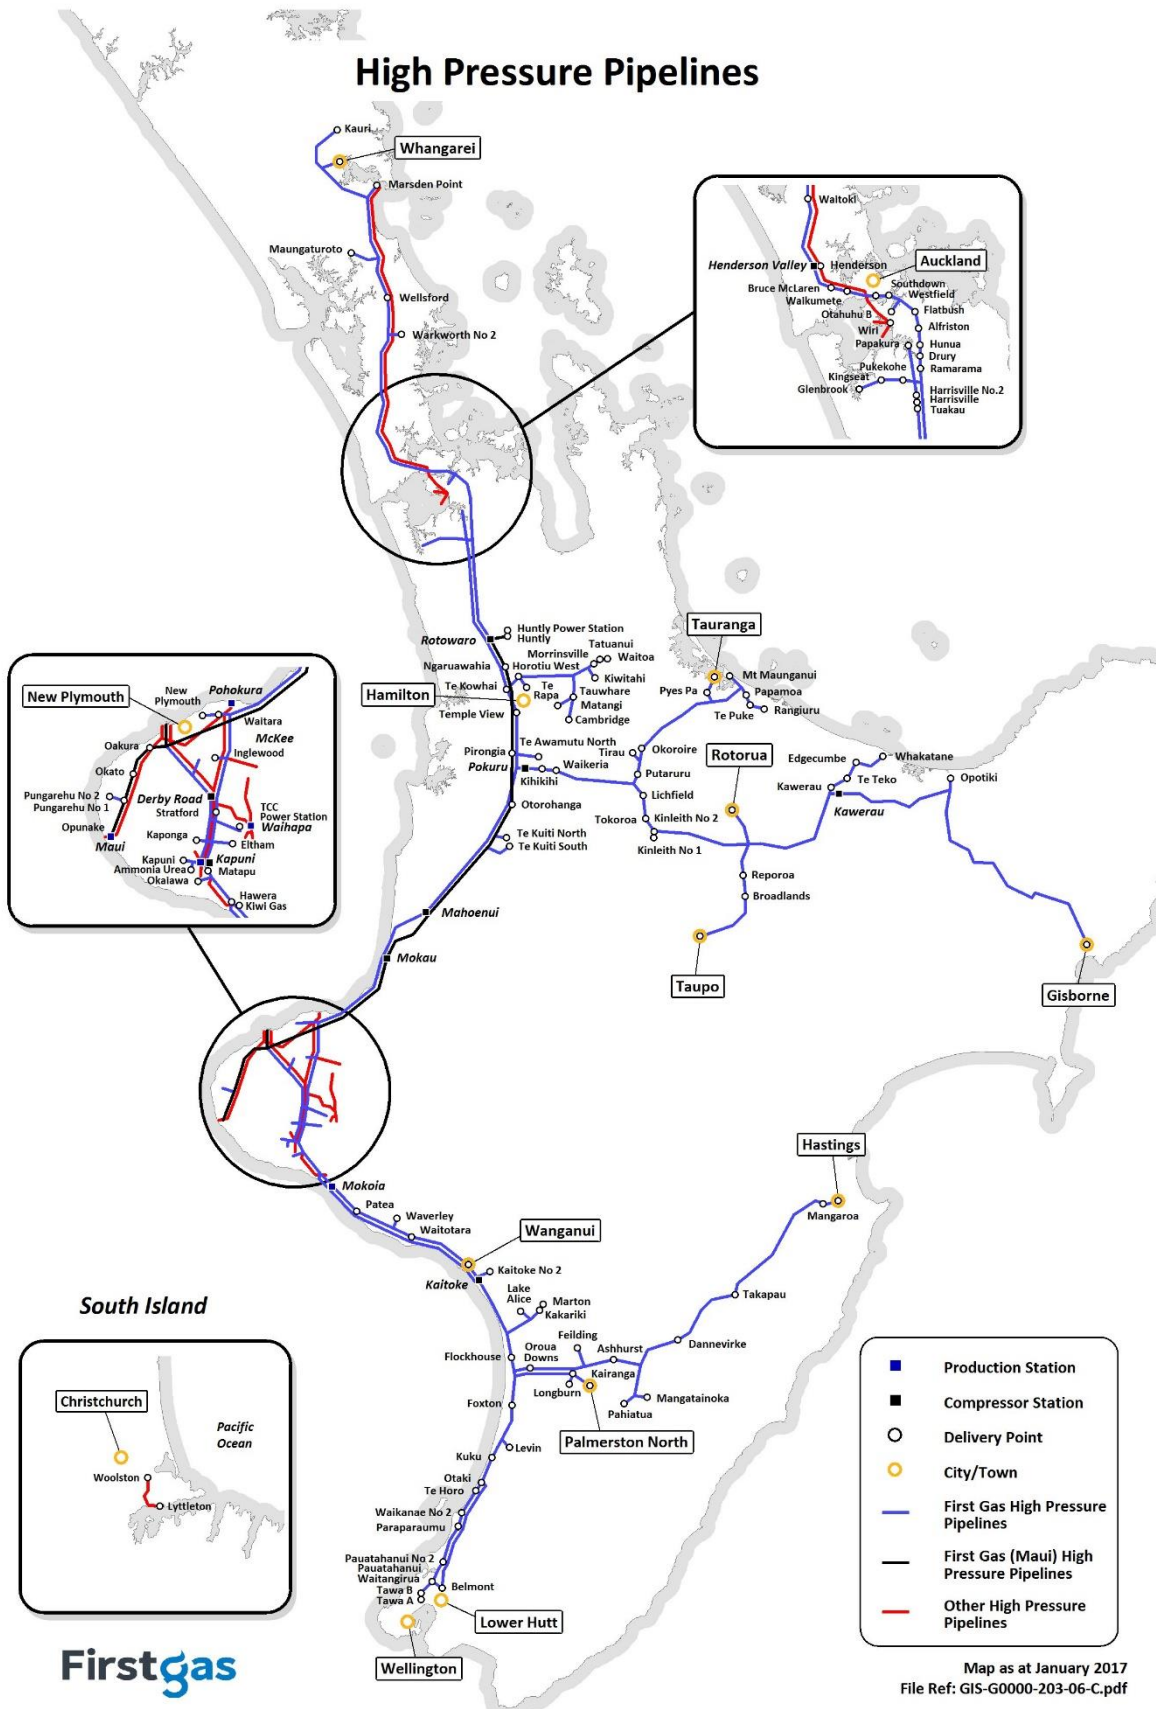 High Pressure Pipelines
Kauri
Whangarei
Marsden Point
Maungaturoto
Wellsford
Warkworth No 2
Waitoki
Henderson Valley
Henderson
Auckland
Bruce McLaren
Waikumete
Southdown
Westfield
Otahuhu B
Flatbush
Wiri
Alfriston
Papakura
Hunua
Drury
Pukekohe
Ramarama
Kingseat
Glenbrook
Harrisville No.2
Harrisville
Tuakau
Rotowaro
Huntly Power Station
Huntly
Ngaruawahia
Horotiu West
Morrinsville
Tatuanui
Waitoa
Kiwitahi
Te Kowhai
Te
Rapa
Tauwhare
Matangi
Cambridge
Hamilton
Temple View
Tauranga
Mt Maunganui
Pyes Pa
Papamoa
Te Puke
Rangiuru
Pirongia
Te Awamutu North
Pokuru
Kihikihi
Waikeria
Tirau
Okoroire
Putaruru
Rotorua
Lichfield
Otorohanga
Tokoroa
Kinleith No 2
Kinleith No 1
Edgecumbe
Whakatane
Te Teko
Kawerau
Kawerau
Opotiki
Te Kuiti North
Te Kuiti South
Reporoa
Broadlands
Mahoenui
Mokau
Taupo
Gisborne
New Plymouth
New
Plymouth
Pohokura
Waitara
McKee
Oakura
Inglewood
Okato
Pungarehu No 2
Pungarehu No 1
Derby Road
Stratford
TCC
Power Station
Opunake
Maui
Waihapa
Kaponga
Eltham
Kapuni
Kapuni
Ammonia Urea
Matapu
Okaiawa
Hawera
Kiwi Gas
Hastings
Mangaroa
Mokoia
Patea
Waverley
Waitotara
Wanganui
Kaitoke No 2
Kaitoke
Lake
Alice
Marton
Kakariki
Takapau
Feilding
Dannevirke
Flockhouse
Oroua
Downs
Ashhurst
Kairanga
Longburn
Mangatainoka
Pahiatua
Foxton
Palmerston North
Levin
Kuku
Otaki
Te Horo
Waikanae No 2
Paraparaumu
Pauatahanui No 2
Pauatahanui
Waitangirua
Belmont
Tawa B
Tawa A
Lower Hutt
Wellington
South Island
Christchurch
Pacific
Ocean
Woolston
Lyttleton
Production Station
Compressor Station
Delivery Point
City/Town
First Gas High Pressure
Pipelines
First Gas (Maui) High
Pressure Pipelines
Other High Pressure
Pipelines
Firstgas
Map as at January 2017
File Ref: GIS-G0000-203-06-C.pdf